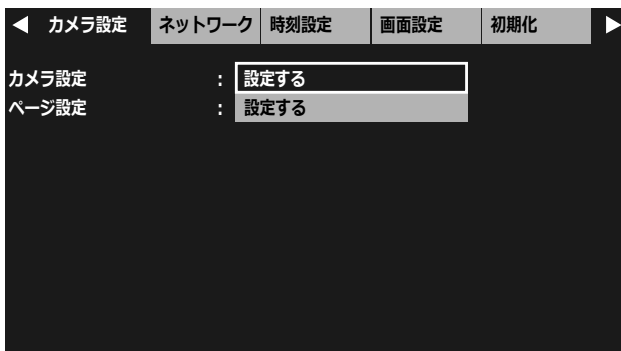 ◀ カメラ設定 ネットワーク 時刻設定 画面設定 初期化 ▶
カメラ設定 : 設定する
ページ設定 : 設定する